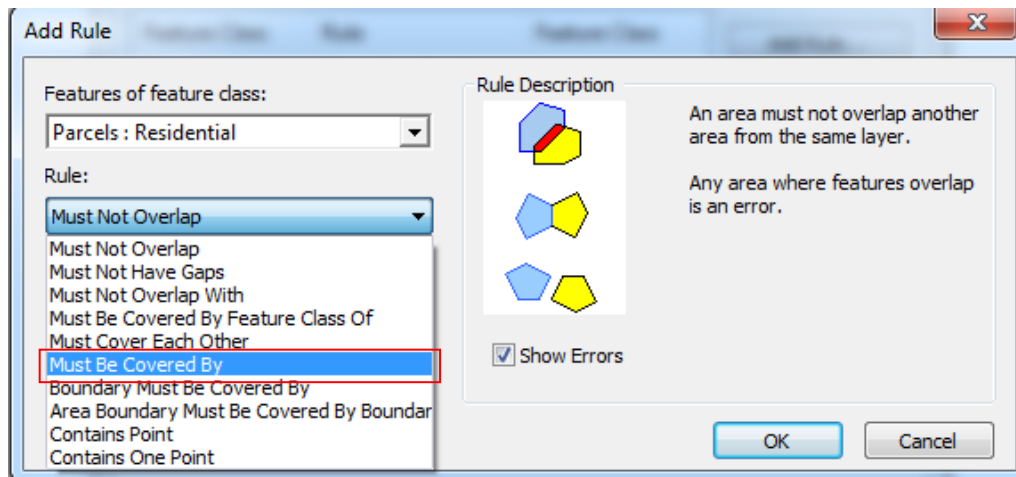 Add Rule
Features of feature class:
Parcels : Residential
Rule:
Must Not Overlap
Must Not Overlap
Must Not Have Gaps
Must Not Overlap With
Must Be Covered By Feature Class Of
Must Cover Each Other
Must Be Covered By
Boundary Must Be Covered By
Area Boundary Must Be Covered By Boundar
Contains Point
Contains One Point
Rule Description
An area must not overlap another
area from the same layer.
Any area where features overlap
is an error.
Show Errors
OK
Cancel